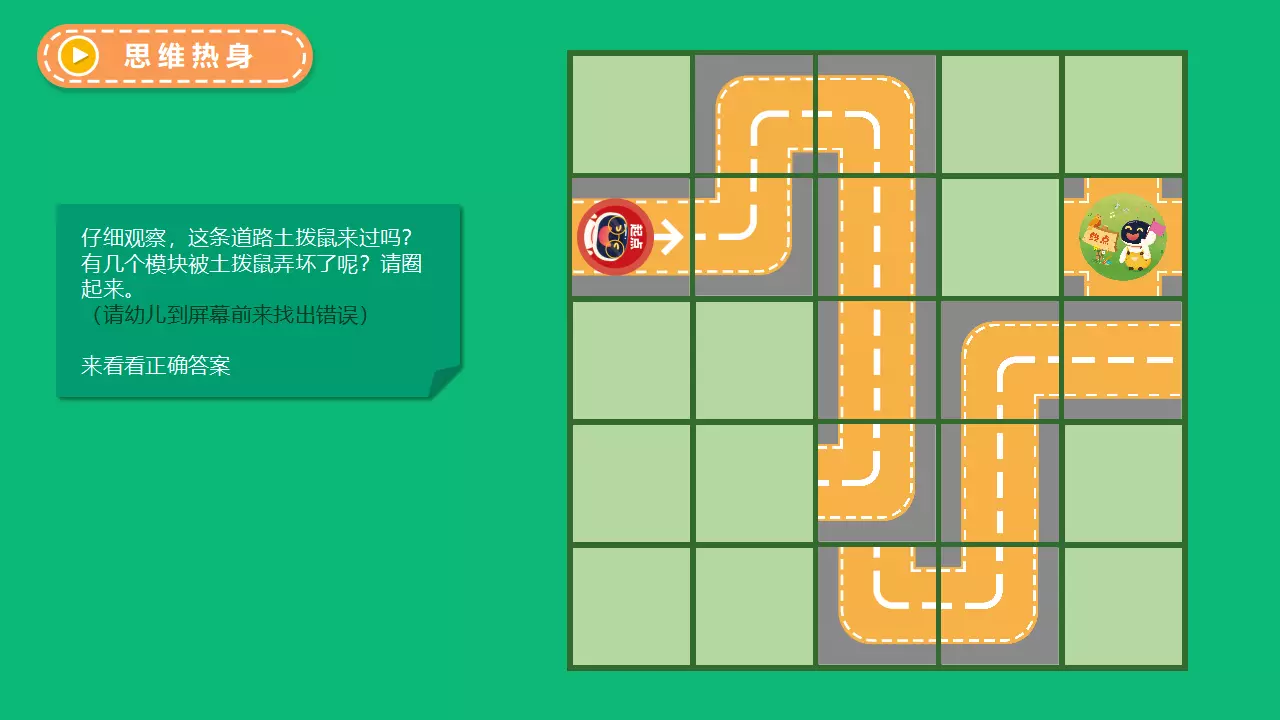 思维热身
仔细观察，这条道路土拨鼠来过吗？
有几个模块被土拨鼠弄坏了呢？请圈
起来。
（请幼儿到屏幕前来找出错误）
来看看正确答案
起点
终点